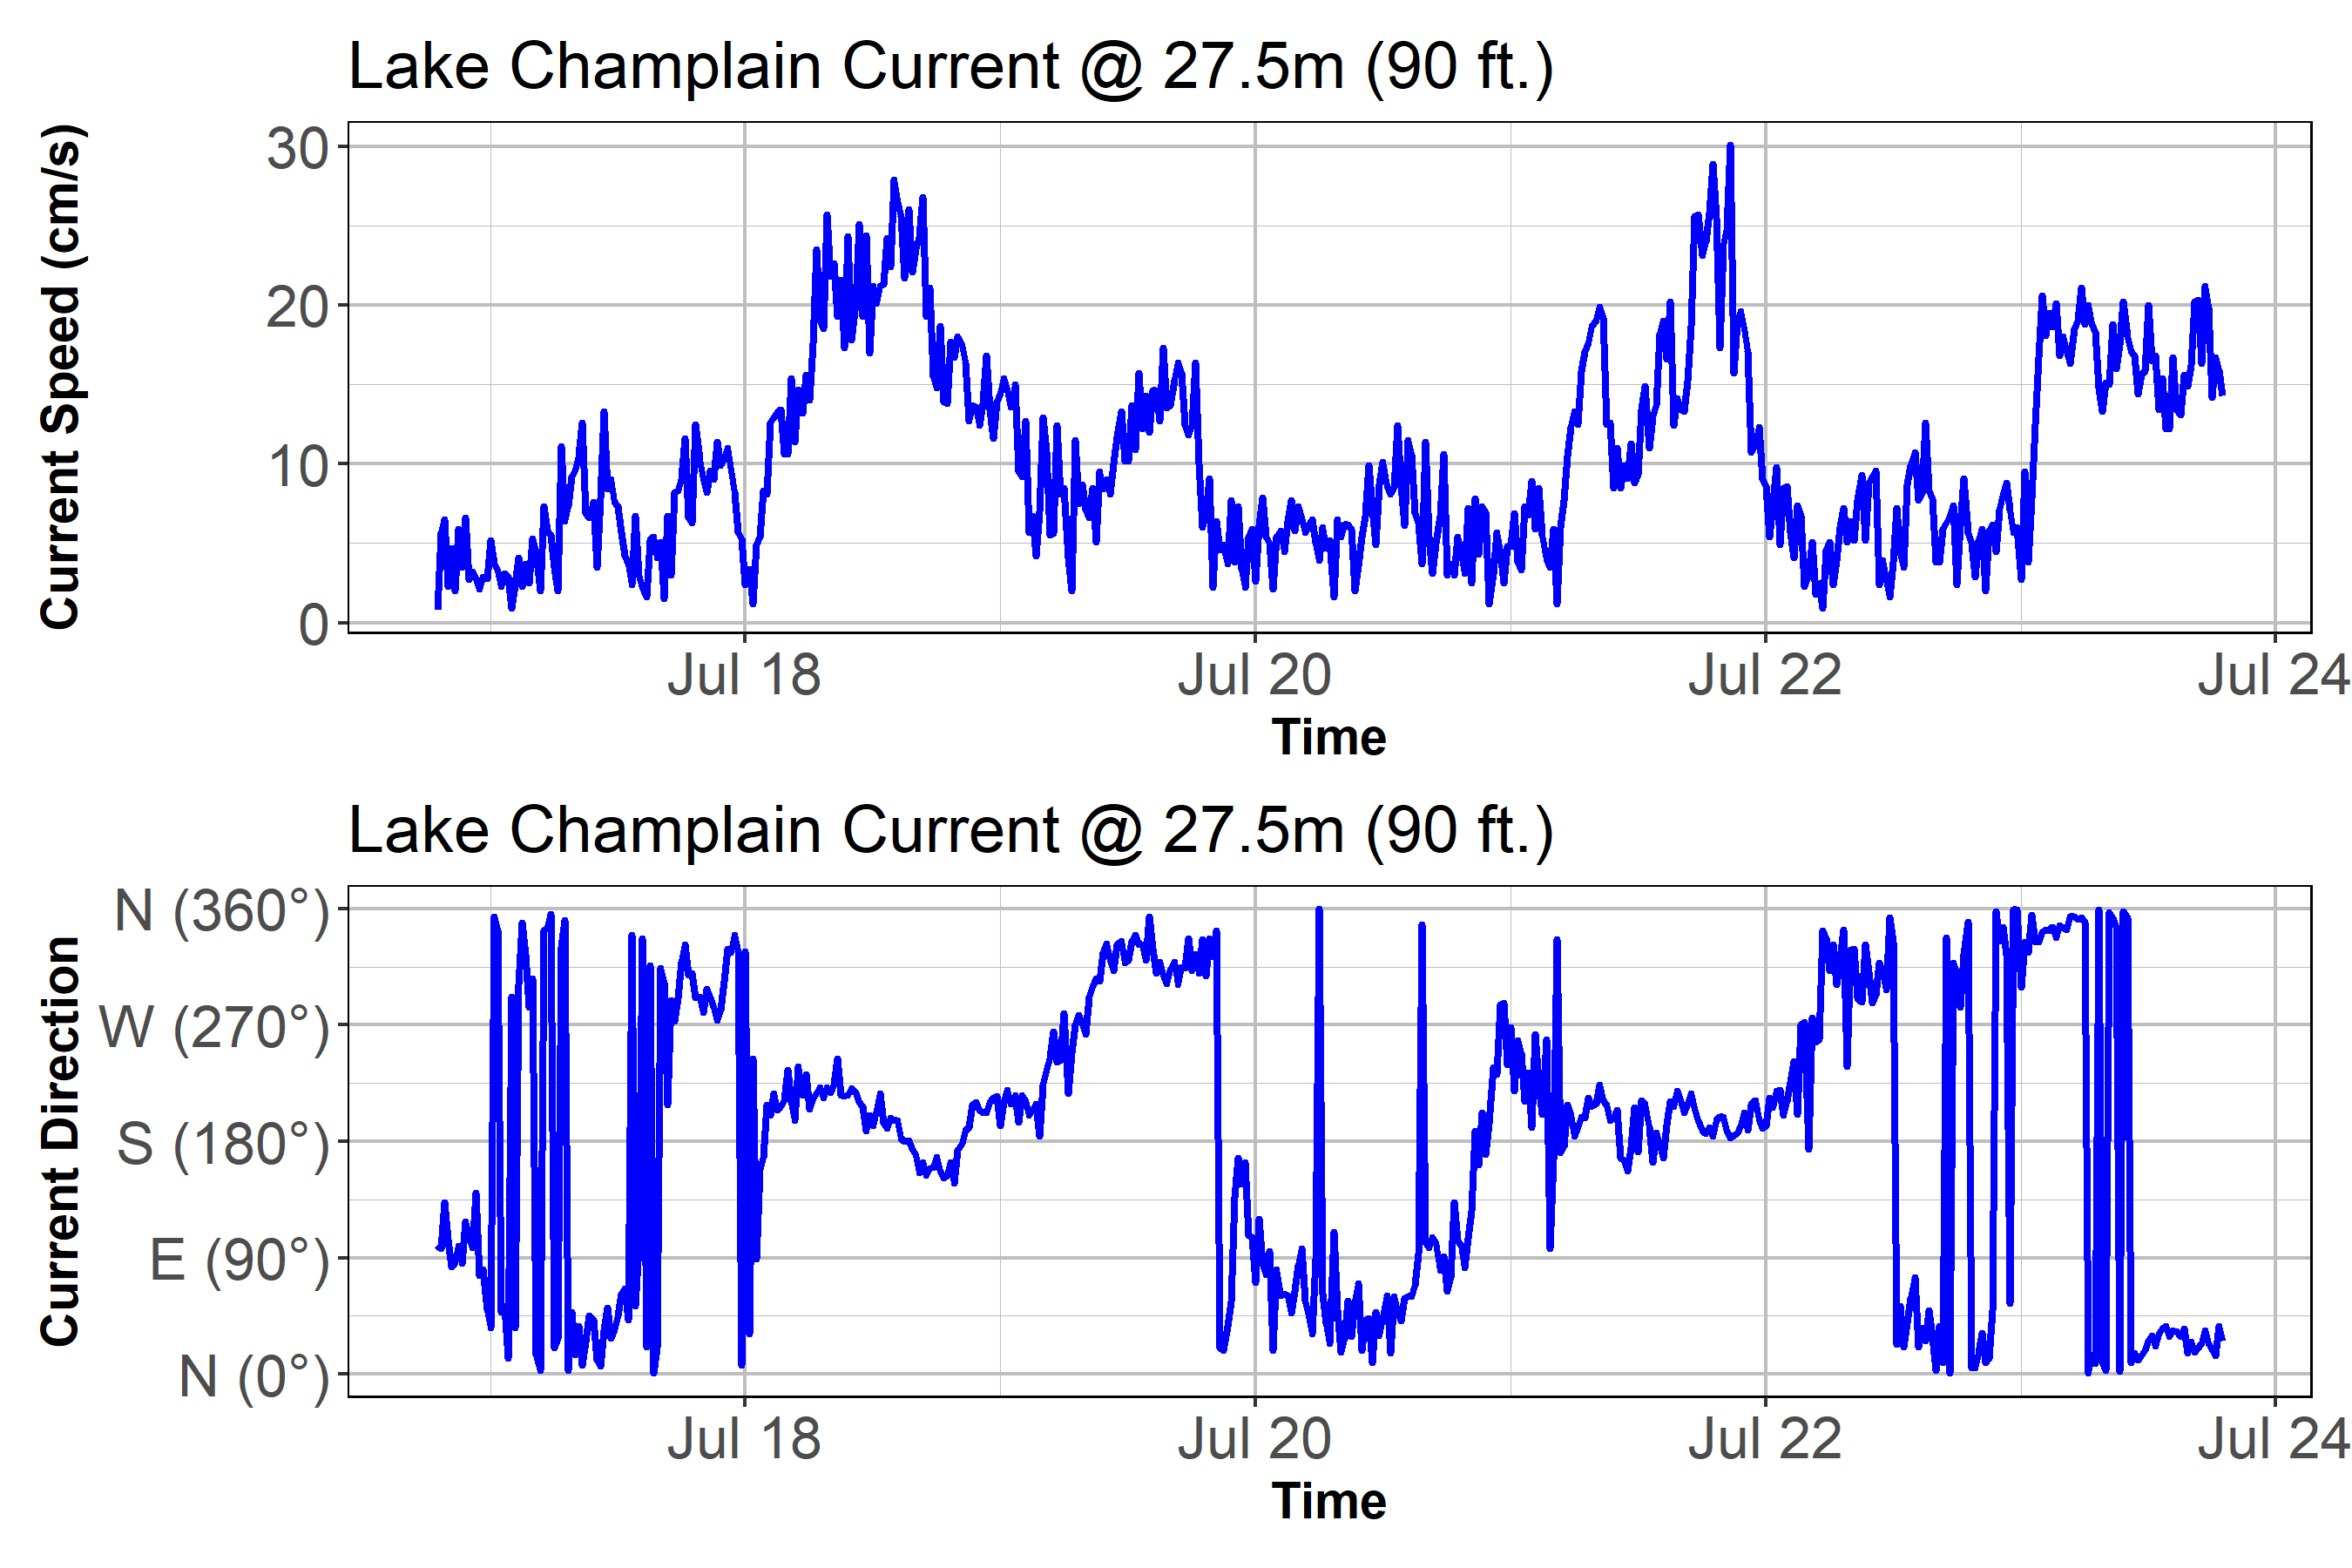 Lake Champlain Current @ 27.5m (90 ft.)
Current Speed (cm/s)
30
20
10
0
Jul 18 Jul 20 Jul 22 Jul 24
Time
Lake Champlain Current @ 27.5m (90 ft.)
Current Direction
N (360°)
W (270°)
S (180°)
E (90°)
N (0°)
Jul 18 Jul 20 Jul 22 Jul 24
Time